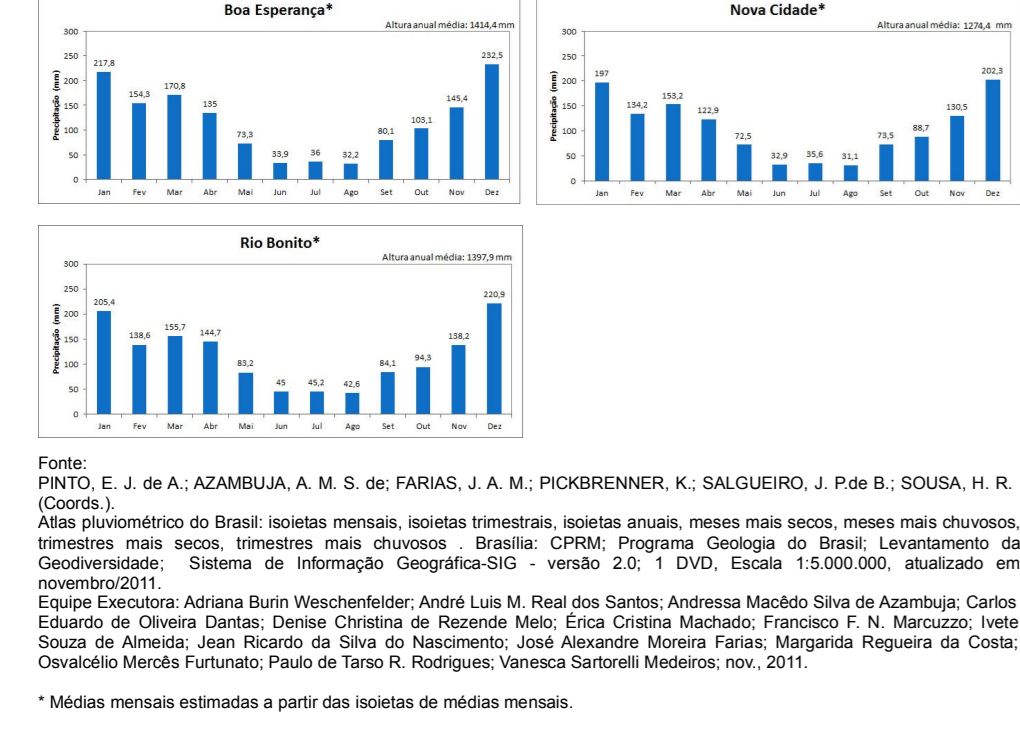 Boa Esperança*
Altura anual média: 1414,4 mm
Precipitação (mm)
300
250
200
150
100
50
0
217,8
154,3
170,8
135
73,3
33,9
36
32,2
80,1
103,1
145,4
232,5
Jan Fev Mar Abr Mai Jun Jul Ago Set Out Nov Dez
Nova Cidade*
Altura anual média: 1274,4 mm
Precipitação (mm)
300
250
200
150
100
50
0
197
134,2
153,2
122,9
72,5
32,9
35,6
31,1
73,5
88,7
130,5
202,3
Jan Fev Mar Abr Mai Jun Jul Ago Set Out Nov Dez
Rio Bonito*
Altura anual média: 1397,9 mm
Precipitação (mm)
300
250
200
150
100
50
0
205,4
138,6
155,7
144,7
83,2
45
45,2
42,6
84,1
94,3
138,2
220,9
Jan Fev Mar Abr Mai Jun Jul Ago Set Out Nov Dez
Fonte:
PINTO, E. J. de A.; AZAMBUJA, A. M. S. de; FARIAS, J. A. M.; PICKBRENNER, K.; SALGUEIRO, J. P.de B.; SOUSA, H. R.
(Coords.).
Atlas pluviométrico do Brasil: isoietas mensais, isoietas trimestrais, isoietas anuais, meses mais secos, meses mais chuvosos,
trimestres mais secos, trimestres mais chuvosos . Brasília: CPRM; Programa Geologia do Brasil; Levantamento da
Geodiversidade; Sistema de Informação Geográfica-SIG - versão 2.0; 1 DVD, Escala 1:5.000.000, atualizado em
novembro/2011.
Equipe Executora: Adriana Burin Weschenfelder; André Luis M. Real dos Santos; Andressa Macêdo Silva de Azambuja; Carlos
Eduardo de Oliveira Dantas; Denise Christina de Rezende Melo; Érica Cristina Machado; Francisco F. N. Marcuzzo; Ivete
Souza de Almeida; Jean Ricardo da Silva do Nascimento; José Alexandre Moreira Farias; Margarida Regueira da Costa;
Osvalcélio Mercês Furtunato; Paulo de Tarso R. Rodrigues; Vanesca Sartorelli Medeiros; nov., 2011.
* Médias mensais estimadas a partir das isoietas de médias mensais.